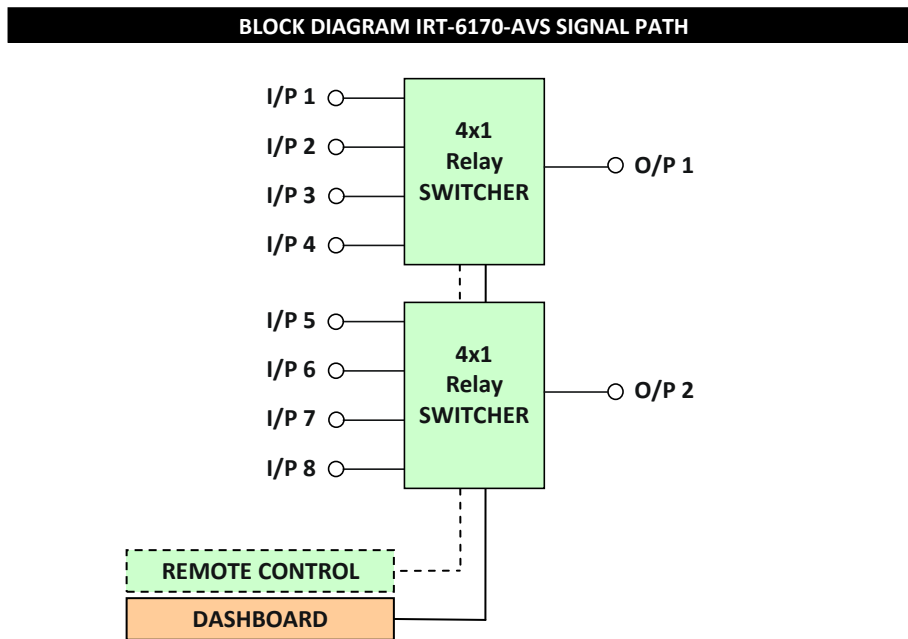 BLOCK DIAGRAM IRT-6170-AVS SIGNAL PATH
I/P 1
I/P 2
I/P 3
I/P 4
4x1
Relay
SWITCHER
O/P 1
I/P 5
I/P 6
I/P 7
I/P 8
4x1
Relay
SWITCHER
O/P 2
REMOTE CONTROL
DASHBOARD